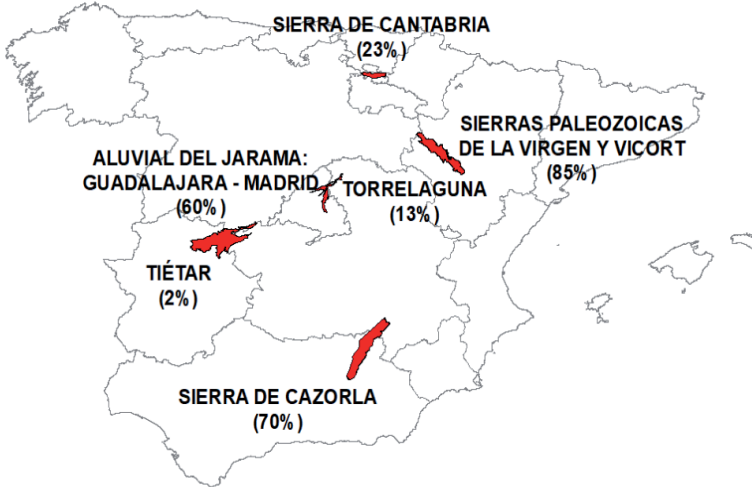 SIERRA DE CANTABRIA
(23%)
SIERRAS PALEOZOICAS
DE LA VIRGEN Y VICORT
(85%)
ALUVIAL DEL JARAMA:
GUADALAJARA - MADRID
(60%)
TORRELAGUNA
(13%)
TIÉTAR
(2%)
SIERRA DE CAZORLA
(70%)